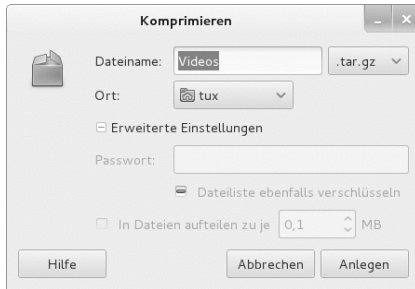 Komprimieren
Dateiname: Videos .tar.gz
Ort: tux
Erweiterte Einstellungen
Passwort:
Dateiliste ebenfalls verschlüsseln
In Dateien aufteilen zu je 0,1 MB
Hilfe Abbrechen Anlegen